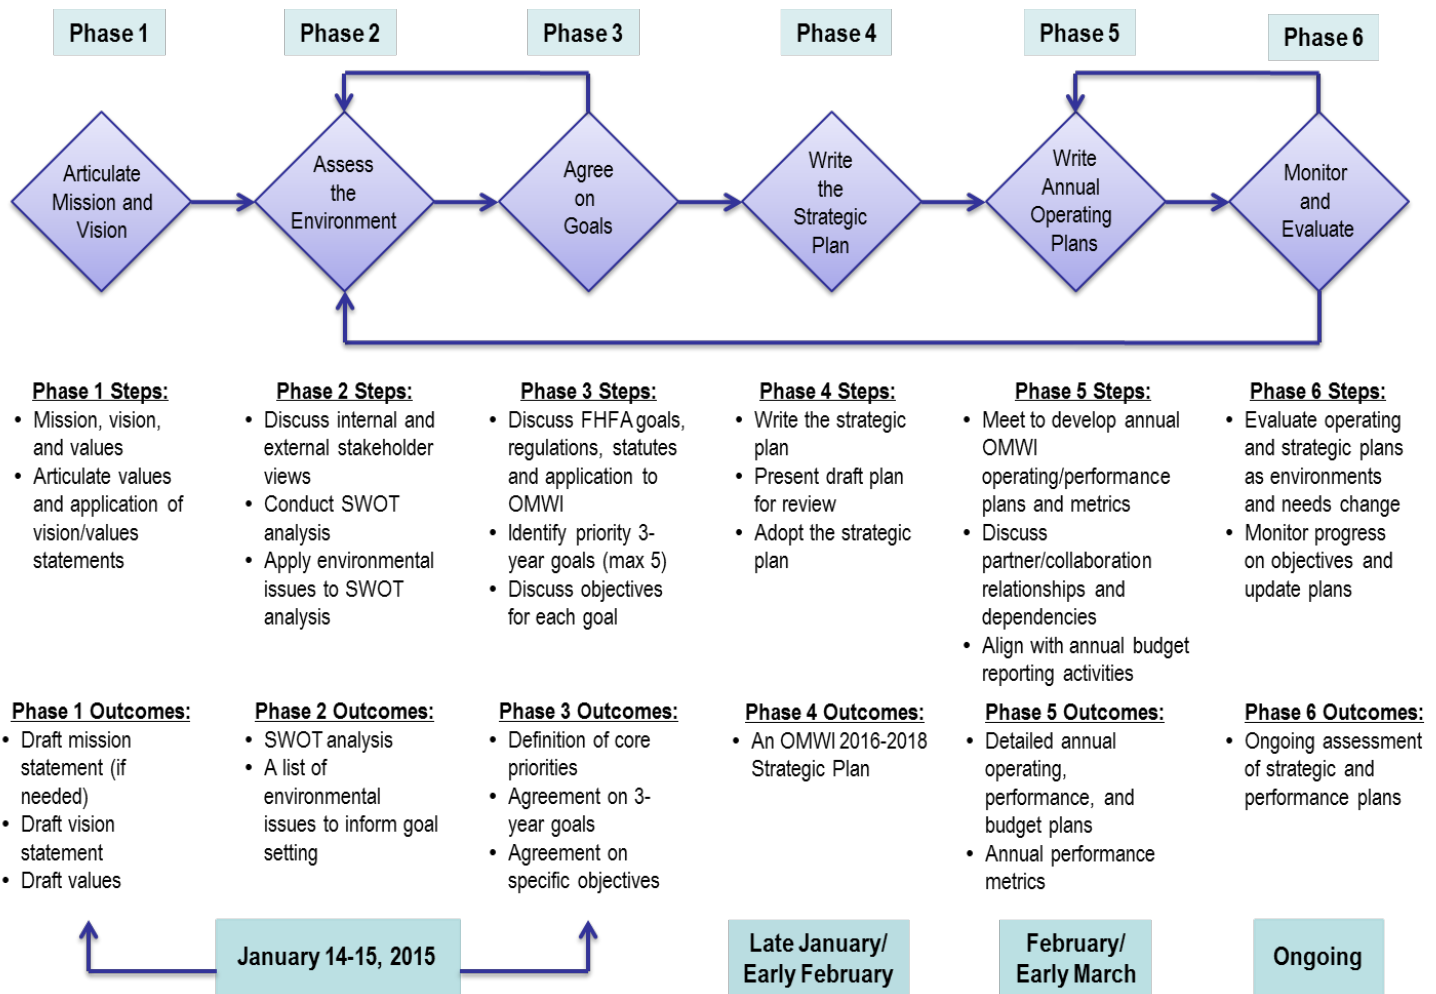 Phase 1
Phase 2
Phase 3
Phase 4
Phase 5
Phase 6
Articulate
Mission and
Vision
Assess
the
Environment
Agree
on
Goals
Write
the
Strategic
Plan
Write
Annual
Operating
Plans
Monitor
and
Evaluate
Phase 1 Steps:
• Mission, vision,
and values
• Articulate values
and application of
vision/values
statements
Phase 2 Steps:
• Discuss internal and
external stakeholder
views
• Conduct SWOT
analysis
• Apply environmental
issues to SWOT
analysis
Phase 3 Steps:
• Discuss FHFA goals,
regulations, statutes
and application to
OMWI
• Identify priority 3-
year goals (max 5)
• Discuss objectives
for each goal
Phase 4 Steps:
• Write the strategic
plan
• Present draft plan
for review
• Adopt the strategic
plan
Phase 5 Steps:
• Meet to develop annual
OMWI
operating/performance
plans and metrics
• Discuss
partner/collaboration
relationships and
dependencies
• Align with annual budget
reporting activities
Phase 6 Steps:
• Evaluate operating
and strategic plans
as environments
and needs change
• Monitor progress
on objectives and
update plans
Phase 1 Outcomes:
• Draft mission
statement (if
needed)
• Draft vision
statement
• Draft values
Phase 2 Outcomes:
• SWOT analysis
• A list of
environmental
issues to inform goal
setting
Phase 3 Outcomes:
• Definition of core
priorities
• Agreement on 3-
year goals
• Agreement on
specific objectives
Phase 4 Outcomes:
• An OMWI 2016-2018
Strategic Plan
Phase 5 Outcomes:
• Detailed annual
operating,
performance, and
budget plans
• Annual performance
metrics
Phase 6 Outcomes:
• Ongoing assessment
of strategic and
performance plans
January 14-15, 2015
Late January/
Early February
February/
Early March
Ongoing